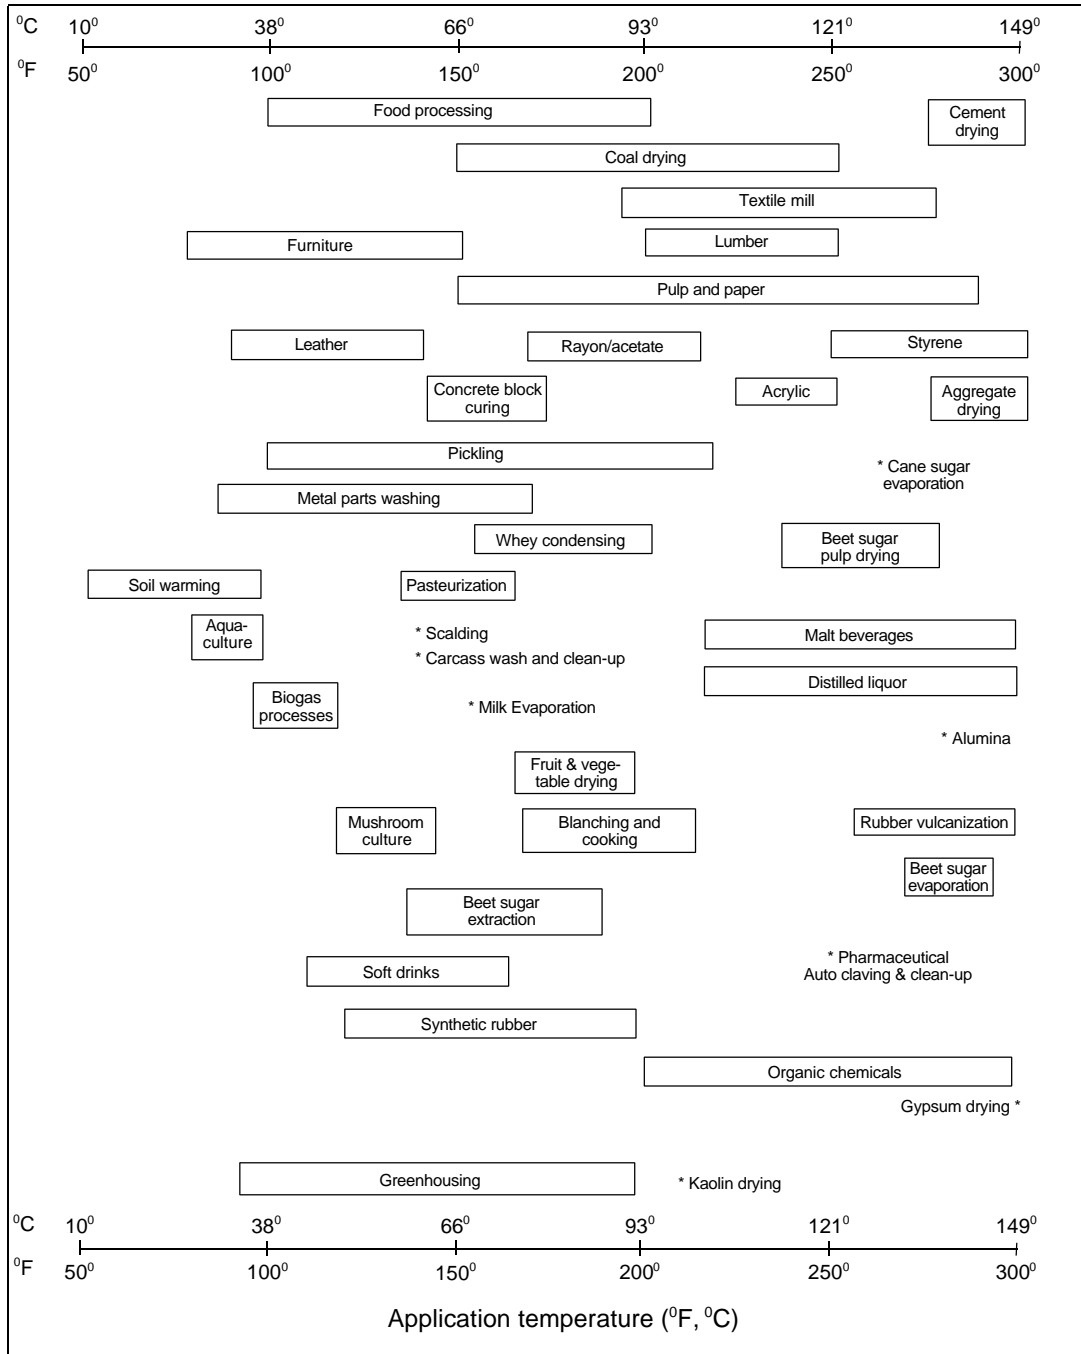 ⁰C 10⁰ 38⁰ 66⁰ 93⁰ 121⁰ 149⁰
⁰F 50⁰ 100⁰ 150⁰ 200⁰ 250⁰ 300⁰
Food processing
Cement
drying
Coal drying
Textile mill
Furniture
Lumber
Pulp and paper
Leather
Rayon/acetate
Styrene
Concrete block
curing
Acrylic
Aggregate
drying
Pickling
* Cane sugar
evaporation
Metal parts washing
Whey condensing
Beet sugar
pulp drying
Soil warming
Pasteurization
Aqua-
culture
* Scalding
Malt beverages
* Carcass wash and clean-up
Distilled liquor
Biogas
processes
* Milk Evaporation
* Alumina
Fruit & vege-
table drying
Mushroom
culture
Blanching and
cooking
Rubber vulcanization
Beet sugar
evaporation
Beet sugar
extraction
* Pharmaceutical
Auto claving & clean-up
Soft drinks
Synthetic rubber
Organic chemicals
Gypsum drying *
Greenhousing
* Kaolin drying
⁰C 10⁰ 38⁰ 66⁰ 93⁰ 121⁰ 149⁰
⁰F 50⁰ 100⁰ 150⁰ 200⁰ 250⁰ 300⁰
Application temperature (⁰F, ⁰C)